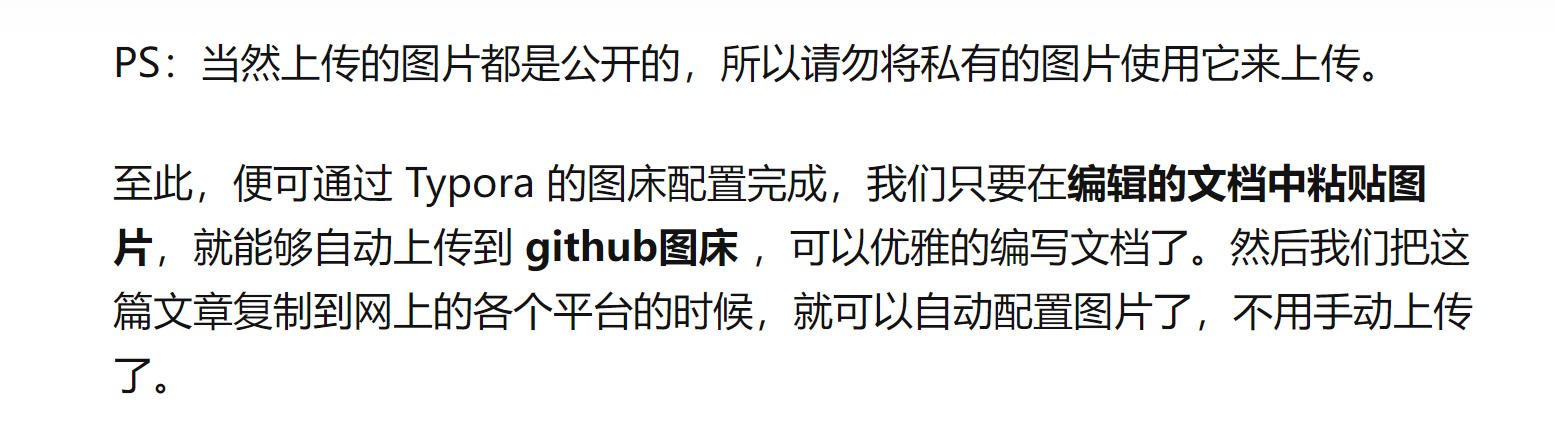 PS：当然上传的图片都是公开的，所以请勿将私有的图片使用它来上传。
至此，便可通过 Typora 的图床配置完成，我们只要在编辑的文档中粘贴图
片，就能够自动上传到 github图床 ，可以优雅的编写文档了。然后我们把这
篇文章复制到网上的各个平台的时候，就可以自动配置图片了，不用手动上传
了。